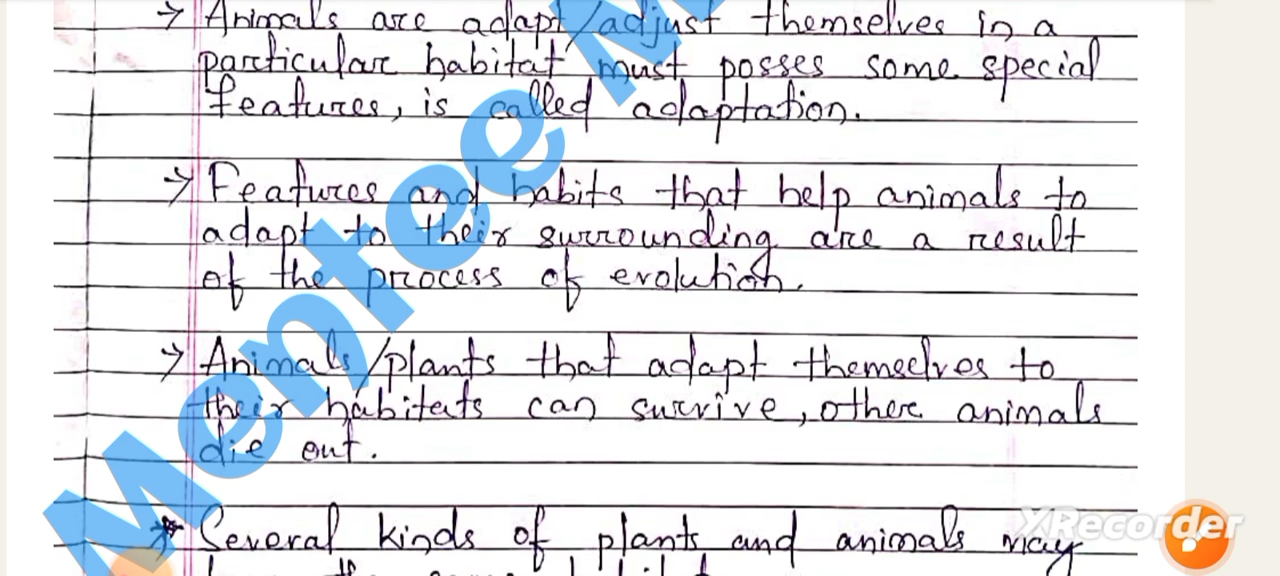 → Animals are adapt/adjust themselves in a
particular habitat must posses some special
features, is called adaptation.
→ Features and habits that help animals to
adapt to their surrounding are a result
of the process of evolution.
→ Animals/plants that adapt themselves to
their habitats can survive, other animals
die out.
* Several kinds of plants and animals may
Mentee M
XRecorder